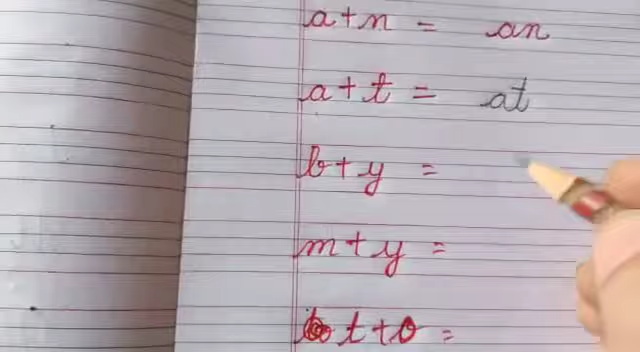 a + n = an
a + t = at
b + y =
m + y =
t + o =